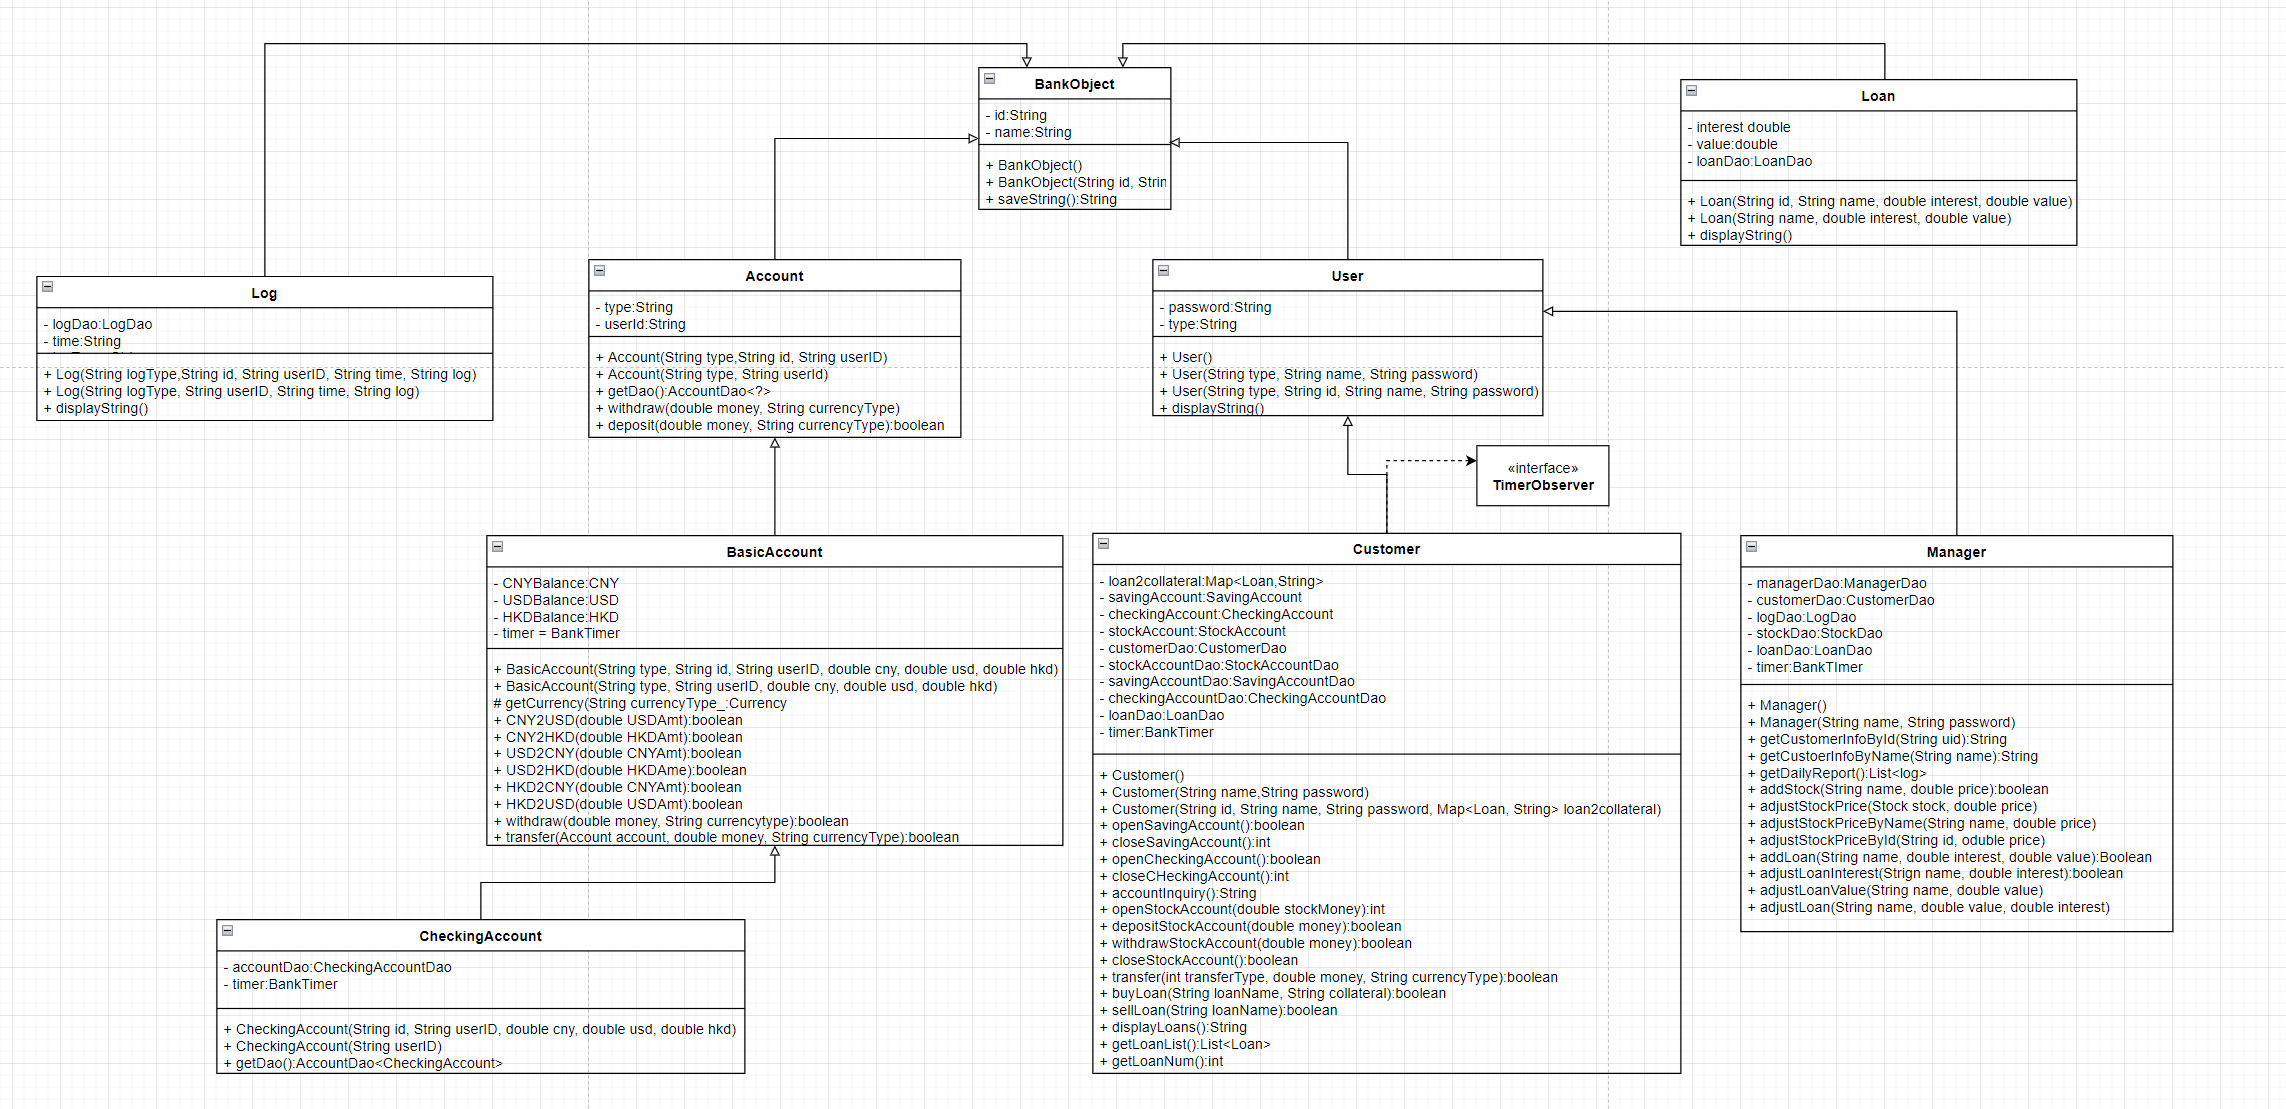 BankObject
- id:String
- name:String
+ BankObject()
+ BankObject(String id, Strin
+ saveString():String
Loan
- interest double
- value:double
- loanDao:LoanDao
+ Loan(String id, String name, double interest, double value)
+ Loan(String name, double interest, double value)
+ displayString()
Log
- logDao:LogDao
- time:String
+ Log(String logType,String id, String userID, String time, String log)
+ Log(String logType, String userID, String time, String log)
+ displayString()
Account
- type:String
- userId:String
+ Account(String type,String id, String userID)
+ Account(String type, String userId)
+ getDao():AccountDao<?>
+ withdraw(double money, String currencyType)
+ deposit(double money, String currencyType):boolean
User
- password:String
- type:String
+ User()
+ User(String type, String name, String password)
+ User(String type, String id, String name, String password)
+ displayString()
«interface»
TimerObserver
BasicAccount
- CNYBalance:CNY
- USDBalance:USD
- HKDBalance:HKD
- timer = BankTimer
+ BasicAccount(String type, String id, String userID, double cny, double usd, double hkd)
+ BasicAccount(String type, String userID, double cny, double usd, double hkd)
# getCurrency(String currencyType_:Currency
+ CNY2USD(double USDAmt):boolean
+ CNY2HKD(double HKDAmt):boolean
+ USD2CNY(double CNYAmt):boolean
+ USD2HKD(double HKDAme):boolean
+ HKD2CNY(double CNYAmt):boolean
+ HKD2USD(double USDAmt):boolean
+ withdraw(double money, String currencytype):boolean
+ transfer(Account account, double money, String currencyType):boolean
Customer
- loan2collateral:Map<Loan,String>
- savingAccount:SavingAccount
- checkingAccount:CheckingAccount
- stockAccount:StockAccount
- customerDao:CustomerDao
- stockAccountDao:StockAccountDao
- savingAccountDao:SavingAccountDao
- checkingAccountDao:CheckingAccountDao
- loanDao:LoanDao
- timer:BankTimer
+ Customer()
+ Customer(String name,String password)
+ Customer(String id, String name, String password, Map<Loan, String> loan2collateral)
+ openSavingAccount():boolean
+ closeSavingAccount():int
+ openCheckingAccount():boolean
+ closeCHeckingAccount():int
+ accountInquiry():String
+ openStockAccount(double stockMoney):int
+ depositStockAccount(double money):boolean
+ withdrawStockAccount(double money):boolean
+ closeStockAccount():boolean
+ transfer(int transferType, double money, String currencyType):boolean
+ buyLoan(String loanName, String collateral):boolean
+ sellLoan(String loanName):boolean
+ displayLoans():String
+ getLoanList():List<Loan>
+ getLoanNum():int
Manager
- managerDao:ManagerDao
- customerDao:CustomerDao
- logDao:LogDao
- stockDao:StockDao
- loanDao:LoanDao
- timer:BankTImer
+ Manager()
+ Manager(String name, String password)
+ getCustomerInfoById(String uid):String
+ getCustoerInfoByName(String name):String
+ getDailyReport():List<log>
+ addStock(String name, double price):boolean
+ adjustStockPrice(Stock stock, double price)
+ adjustStockPriceByName(String name, double price)
+ adjustStockPriceById(String id, oduble price)
+ addLoan(String name, double interest, double value):Boolean
+ adjustLoanInterest(Strign name, double interest):boolean
+ adjustLoanValue(String name, double value)
+ adjustLoan(String name, double value, double interest)
CheckingAccount
- accountDao:CheckingAccountDao
- timer:BankTimer
+ CheckingAccount(String id, String userID, double cny, double usd, double hkd)
+ CheckingAccount(String userID)
+ getDao():AccountDao<CheckingAccount>